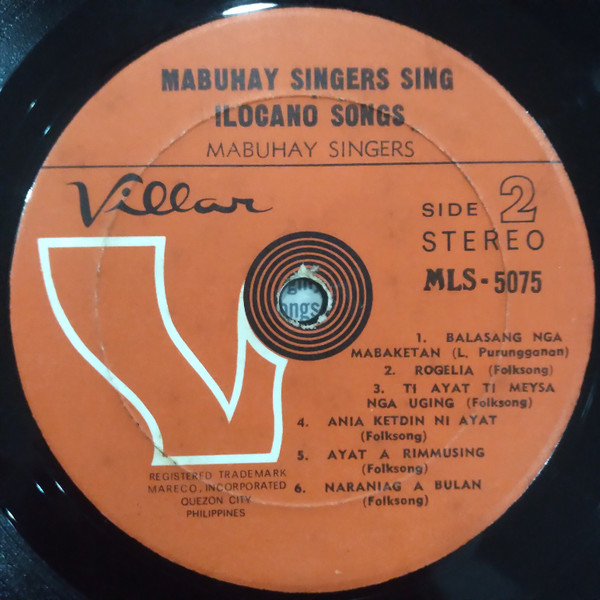 MABUHAY SINGERS SING
ILOCANO SONGS
MABUHAY SINGERS
Villar
SIDE 2
STEREO
MLS-5075
1. BALASANG NGA
MABAKETAN (L. Purungganan)
2. ROGELIA (Folksong)
3. TI AYAT TI MEYSA
NGA UGING (Folksong)
4. ANIA KETDIN NI AYAT
(Folksong)
5. AYAT A RIMMUSING
(Folksong)
6. NARANIAG A BULAN
(Folksong)
REGISTERED TRADEMARK
MARECO, INCORPORATED
QUEZON CITY
PHILIPPINES